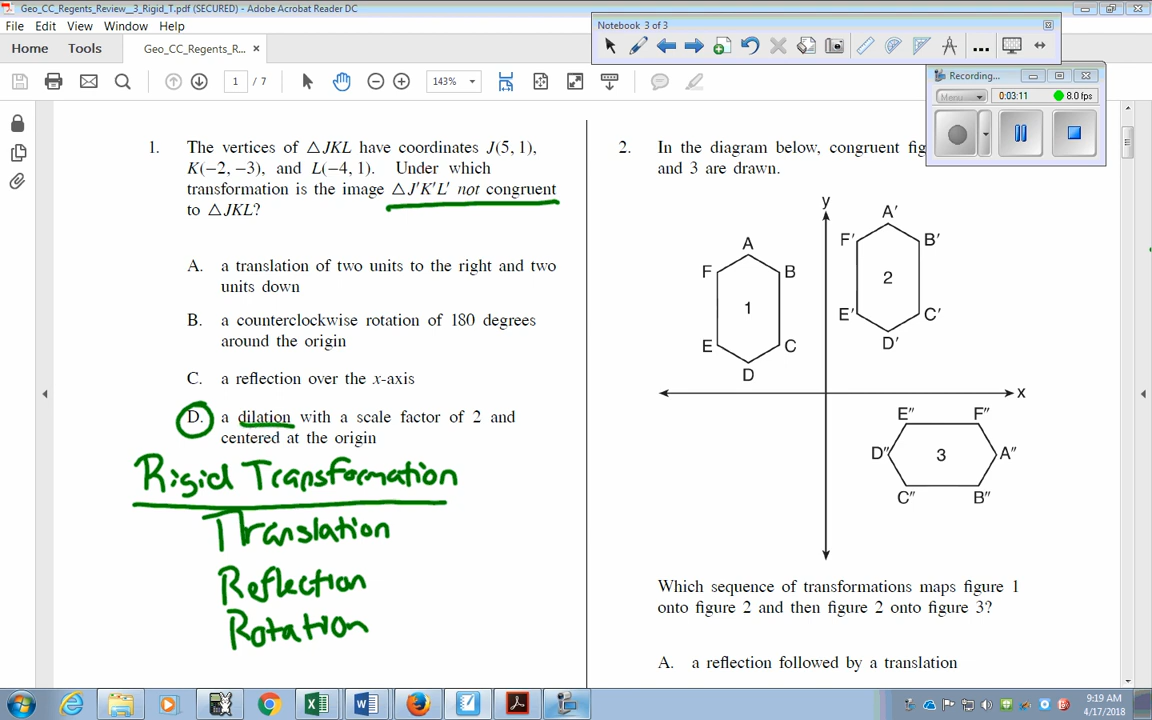 Geo_CC_Regents_Review__3_Rigid_T.pdf (SECURED) - Adobe Acrobat Reader DC
File Edit View Window Help
Notebook 3 of 3
Home Tools Geo_CC_Regents_R... ×
1 / 7 143%
Recording...
Menu 0:03:11 8.0 fps
1. The vertices of △JKL have coordinates J(5, 1),
K(−2, −3), and L(−4, 1). Under which
transformation is the image △J′K′L′ not congruent
to △JKL?
A. a translation of two units to the right and two
units down
B. a counterclockwise rotation of 180 degrees
around the origin
C. a reflection over the x-axis
D. a dilation with a scale factor of 2 and
centered at the origin
Rigid Transformation
Translation
Reflection
Rotation
2. In the diagram below, congruent fig
and 3 are drawn.
y
A′
F′ B′
A
F B
2
1
E′ C′
D′
E C
D
x
E″ F″
D″ 3 A″
C″ B″
Which sequence of transformations maps figure 1
onto figure 2 and then figure 2 onto figure 3?
A. a reflection followed by a translation
9:19 AM
4/17/2018